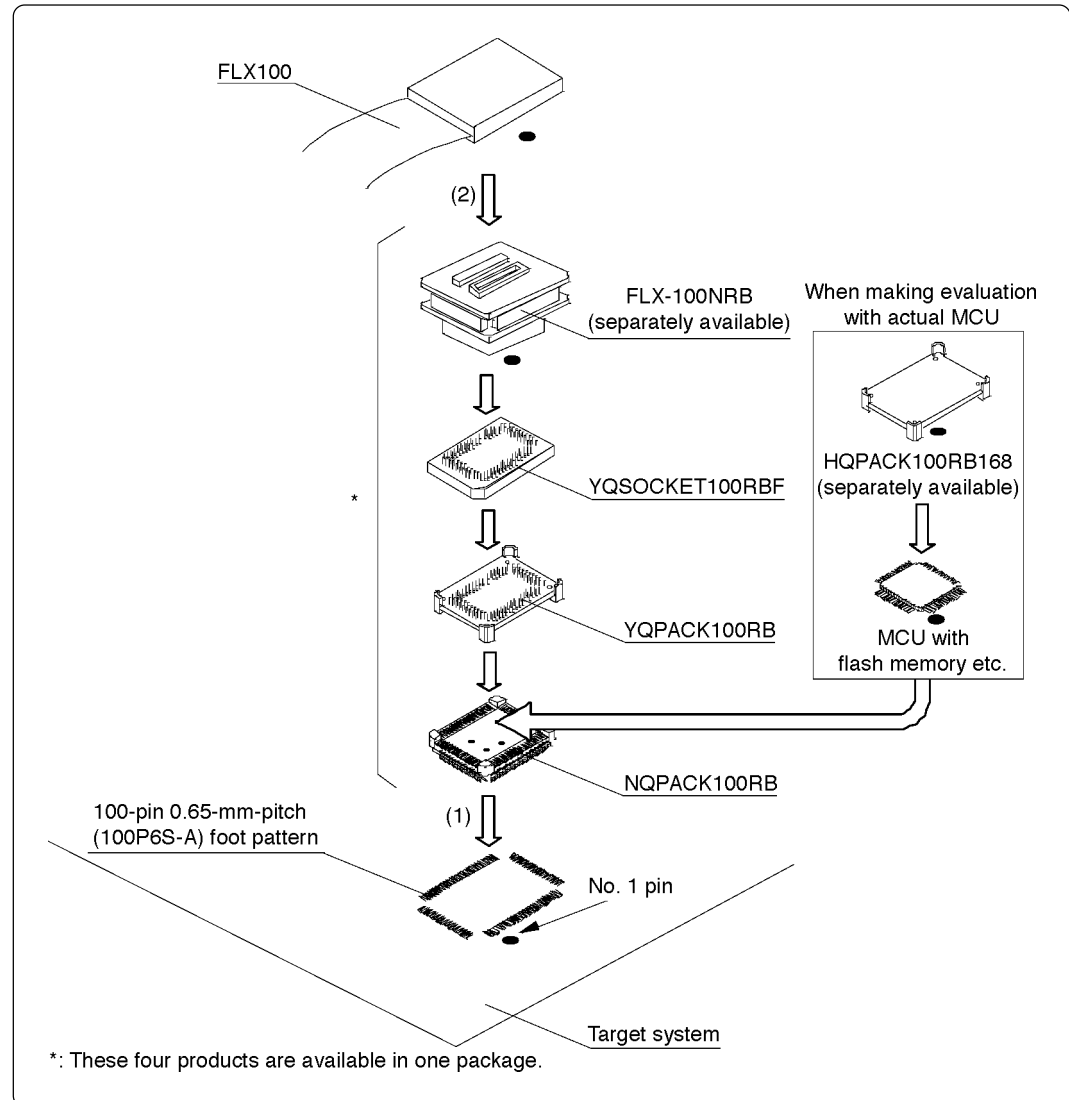 FLX100
(2)
FLX-100NRB
(separately available)
When making evaluation
with actual MCU
HQPACK100RB168
(separately available)
YQSOCKET100RBF
*
YQPACK100RB
MCU with
flash memory etc.
NQPACK100RB
(1)
100-pin 0.65-mm-pitch
(100P6S-A) foot pattern
No. 1 pin
Target system
*: These four products are available in one package.